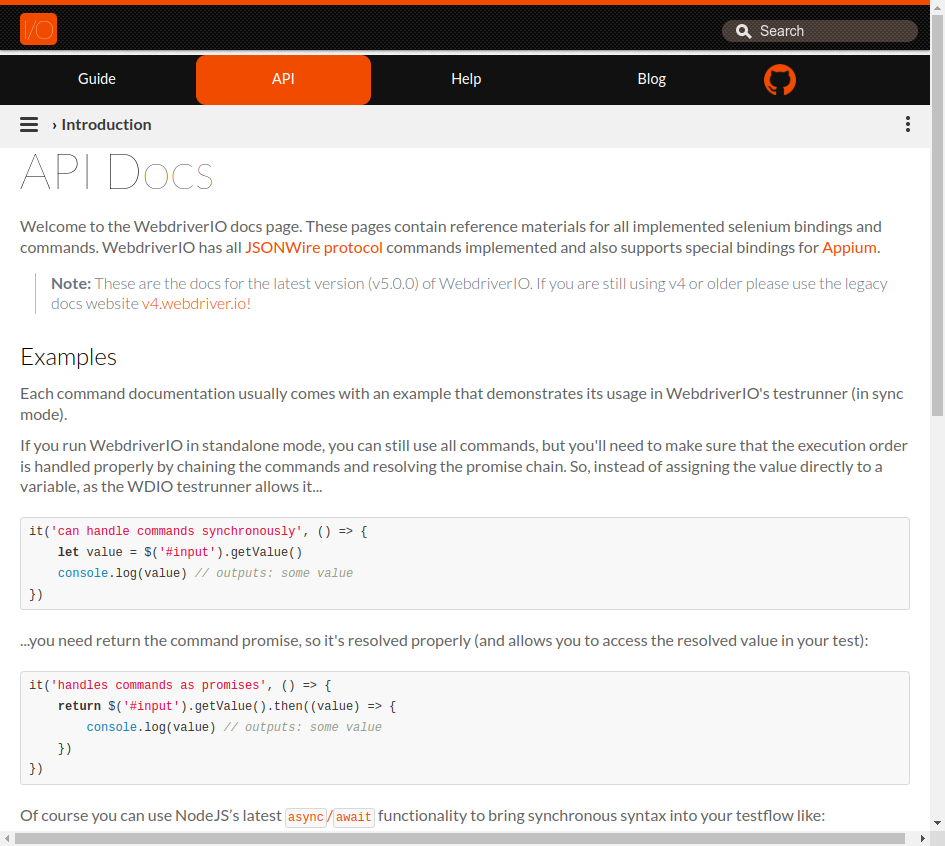 I/O
Search
Guide
API
Help
Blog
› Introduction
API Docs
Welcome to the WebdriverIO docs page. These pages contain reference materials for all implemented selenium bindings and
commands. WebdriverIO has all JSONWire protocol commands implemented and also supports special bindings for Appium.
Note: These are the docs for the latest version (v5.0.0) of WebdriverIO. If you are still using v4 or older please use the legacy
docs website v4.webdriver.io!
Examples
Each command documentation usually comes with an example that demonstrates its usage in WebdriverIO's testrunner (in sync
mode).
If you run WebdriverIO in standalone mode, you can still use all commands, but you'll need to make sure that the execution order
is handled properly by chaining the commands and resolving the promise chain. So, instead of assigning the value directly to a
variable, as the WDIO testrunner allows it...
it('can handle commands synchronously', () => {
    let value = $('#input').getValue()
    console.log(value) // outputs: some value
})
...you need return the command promise, so it's resolved properly (and allows you to access the resolved value in your test):
it('handles commands as promises', () => {
    return $('#input').getValue().then((value) => {
        console.log(value) // outputs: some value
    })
})
Of course you can use NodeJS’s latest async/await functionality to bring synchronous syntax into your testflow like: